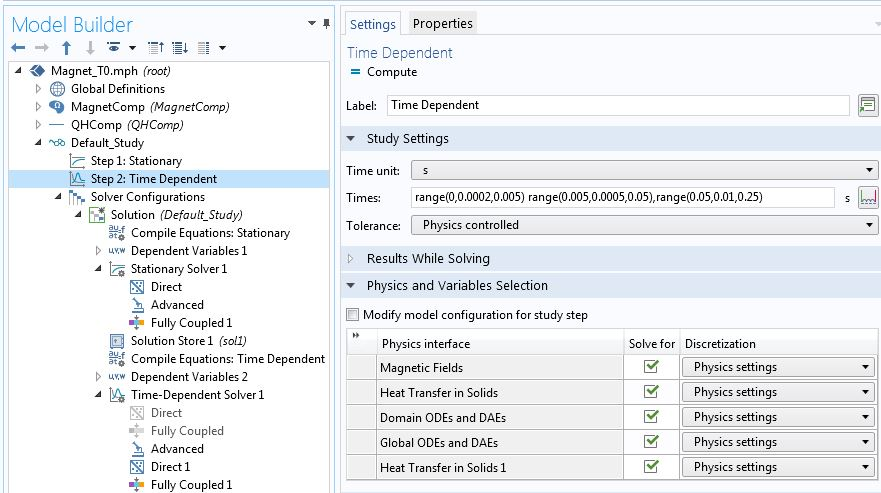 Model Builder
Magnet_T0.mph (root)
Global Definitions
MagnetComp (MagnetComp)
QHComp (QHComp)
Default_Study
Step 1: Stationary
Step 2: Time Dependent
Solver Configurations
Solution (Default_Study)
Compile Equations: Stationary
Dependent Variables 1
Stationary Solver 1
Direct
Advanced
Fully Coupled 1
Solution Store 1 (sol1)
Compile Equations: Time Dependent
Dependent Variables 2
Time-Dependent Solver 1
Direct
Fully Coupled
Advanced
Direct 1
Fully Coupled 1
Settings Properties
Time Dependent
= Compute
Label: Time Dependent
Study Settings
Time unit: s
Times: range(0,0.0002,0.005) range(0.005,0.0005,0.05),range(0.05,0.01,0.25) s
Tolerance: Physics controlled
Results While Solving
Physics and Variables Selection
Modify model configuration for study step
Physics interface Solve for Discretization
Magnetic Fields Physics settings
Heat Transfer in Solids Physics settings
Domain ODEs and DAEs Physics settings
Global ODEs and DAEs Physics settings
Heat Transfer in Solids 1 Physics settings